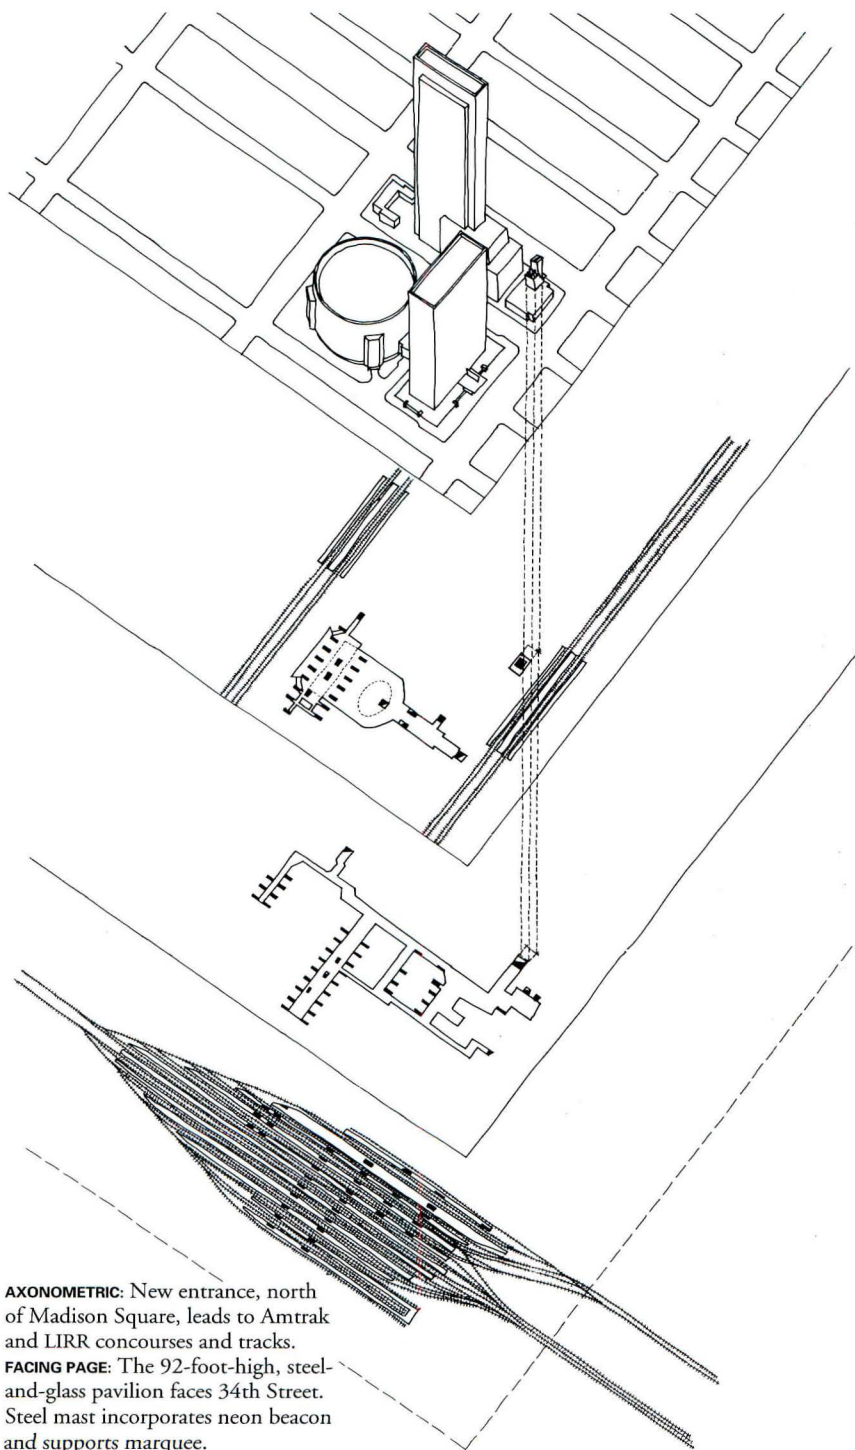 AXONOMETRIC: New entrance, north
of Madison Square, leads to Amtrak
and LIRR concourses and tracks.
FACING PAGE: The 92-foot-high, steel-
and-glass pavilion faces 34th Street.
Steel mast incorporates neon beacon
and supports marquee.